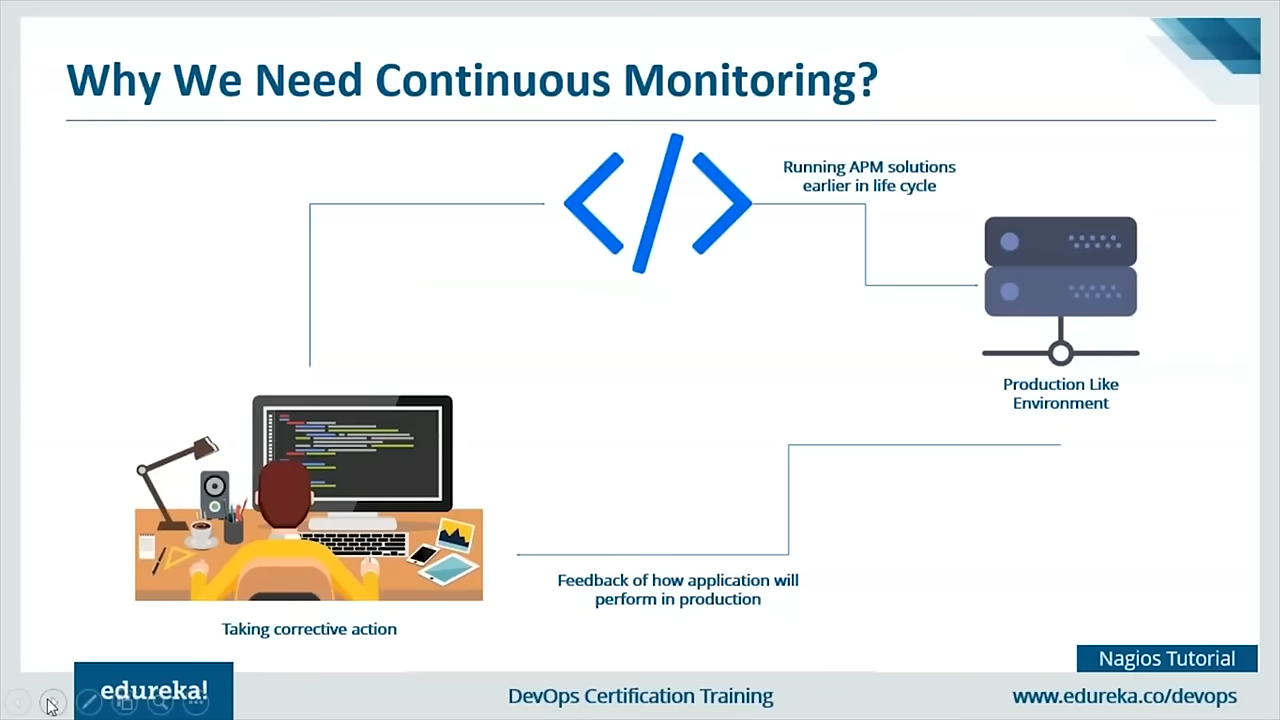 Why We Need Continuous Monitoring?
Running APM solutions
earlier in life cycle
Production Like
Environment
Feedback of how application will
perform in production
Taking corrective action
Nagios Tutorial
edureka!
DevOps Certification Training
www.edureka.co/devops